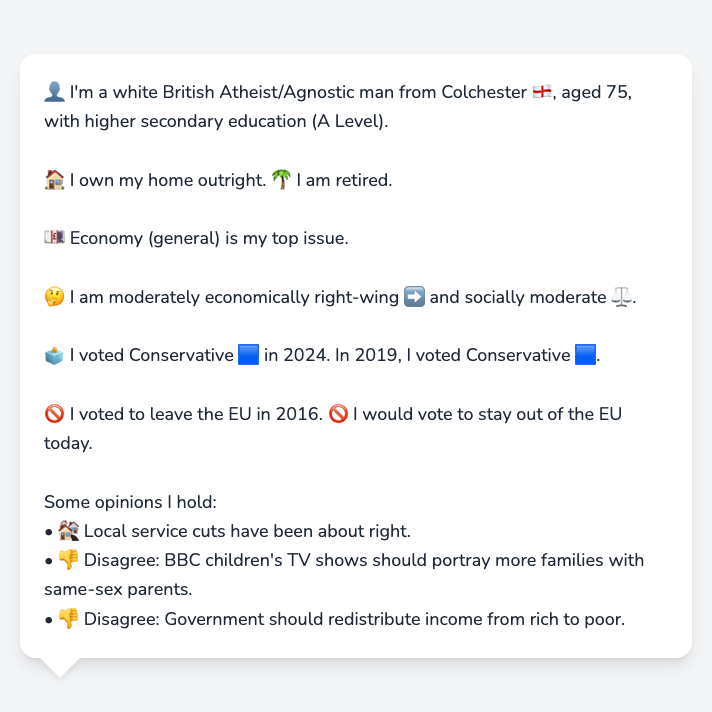 👤 I'm a white British Atheist/Agnostic man from Colchester 🏴󠁧󠁢󠁥󠁮󠁧󠁿, aged 75,
with higher secondary education (A Level).
🏠 I own my home outright. 🌴 I am retired.
💷 Economy (general) is my top issue.
🤔 I am moderately economically right-wing ➡️ and socially moderate ⚖️.
🗳️ I voted Conservative 🟦 in 2024. In 2019, I voted Conservative 🟦.
🚫 I voted to leave the EU in 2016. 🚫 I would vote to stay out of the EU
today.
Some opinions I hold:
• 🏚️ Local service cuts have been about right.
• 👎 Disagree: BBC children's TV shows should portray more families with
same-sex parents.
• 👎 Disagree: Government should redistribute income from rich to poor.